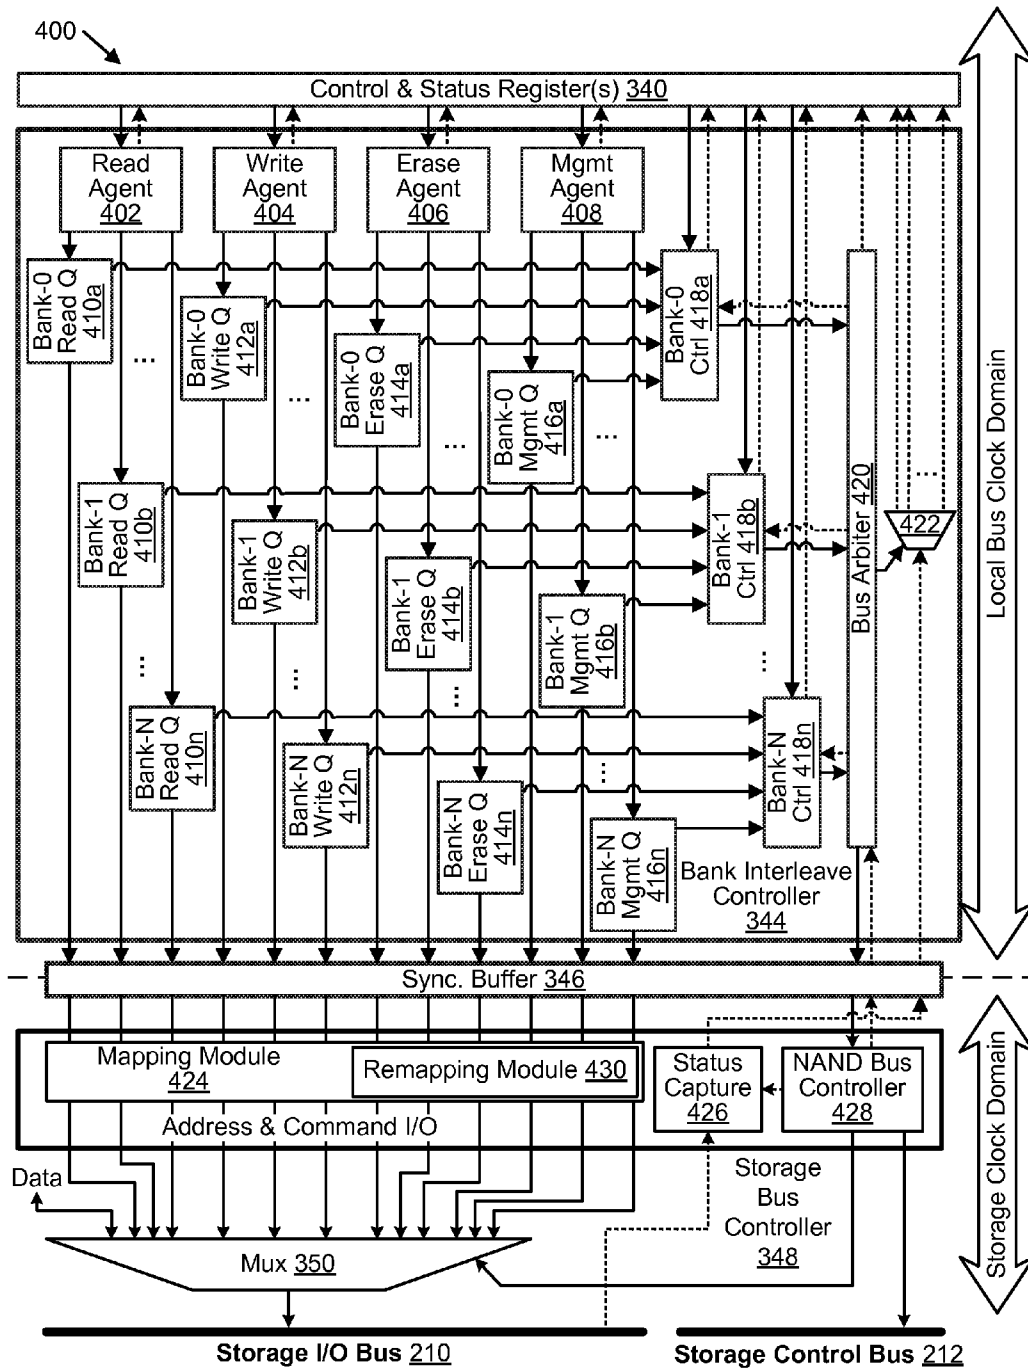 400
Control & Status Register(s) 340
Read
Agent
402
Write
Agent
404
Erase
Agent
406
Mgmt
Agent
408
Bank-0
Read Q
410a
Bank-0
Write Q
412a
Bank-0
Erase Q
414a
Bank-0
Mgmt Q
416a
Bank-0
Ctrl 418a
...
...
...
...
Bank-1
Read Q
410b
Bank-1
Write Q
412b
Bank-1
Erase Q
414b
Bank-1
Mgmt Q
416b
Bank-1
Ctrl 418b
Bus Arbiter 420
...
422
...
...
...
...
...
Bank-N
Read Q
410n
Bank-N
Write Q
412n
Bank-N
Erase Q
414n
Bank-N
Mgmt Q
416n
Bank-N
Ctrl 418n
Bank Interleave
Controller
344
Local Bus Clock Domain
Sync. Buffer 346
Mapping Module
424
Remapping Module 430
Status
Capture
426
NAND Bus
Controller
428
Address & Command I/O
Storage
Bus
Controller
348
Storage Clock Domain
Data
Mux 350
Storage I/O Bus 210
Storage Control Bus 212